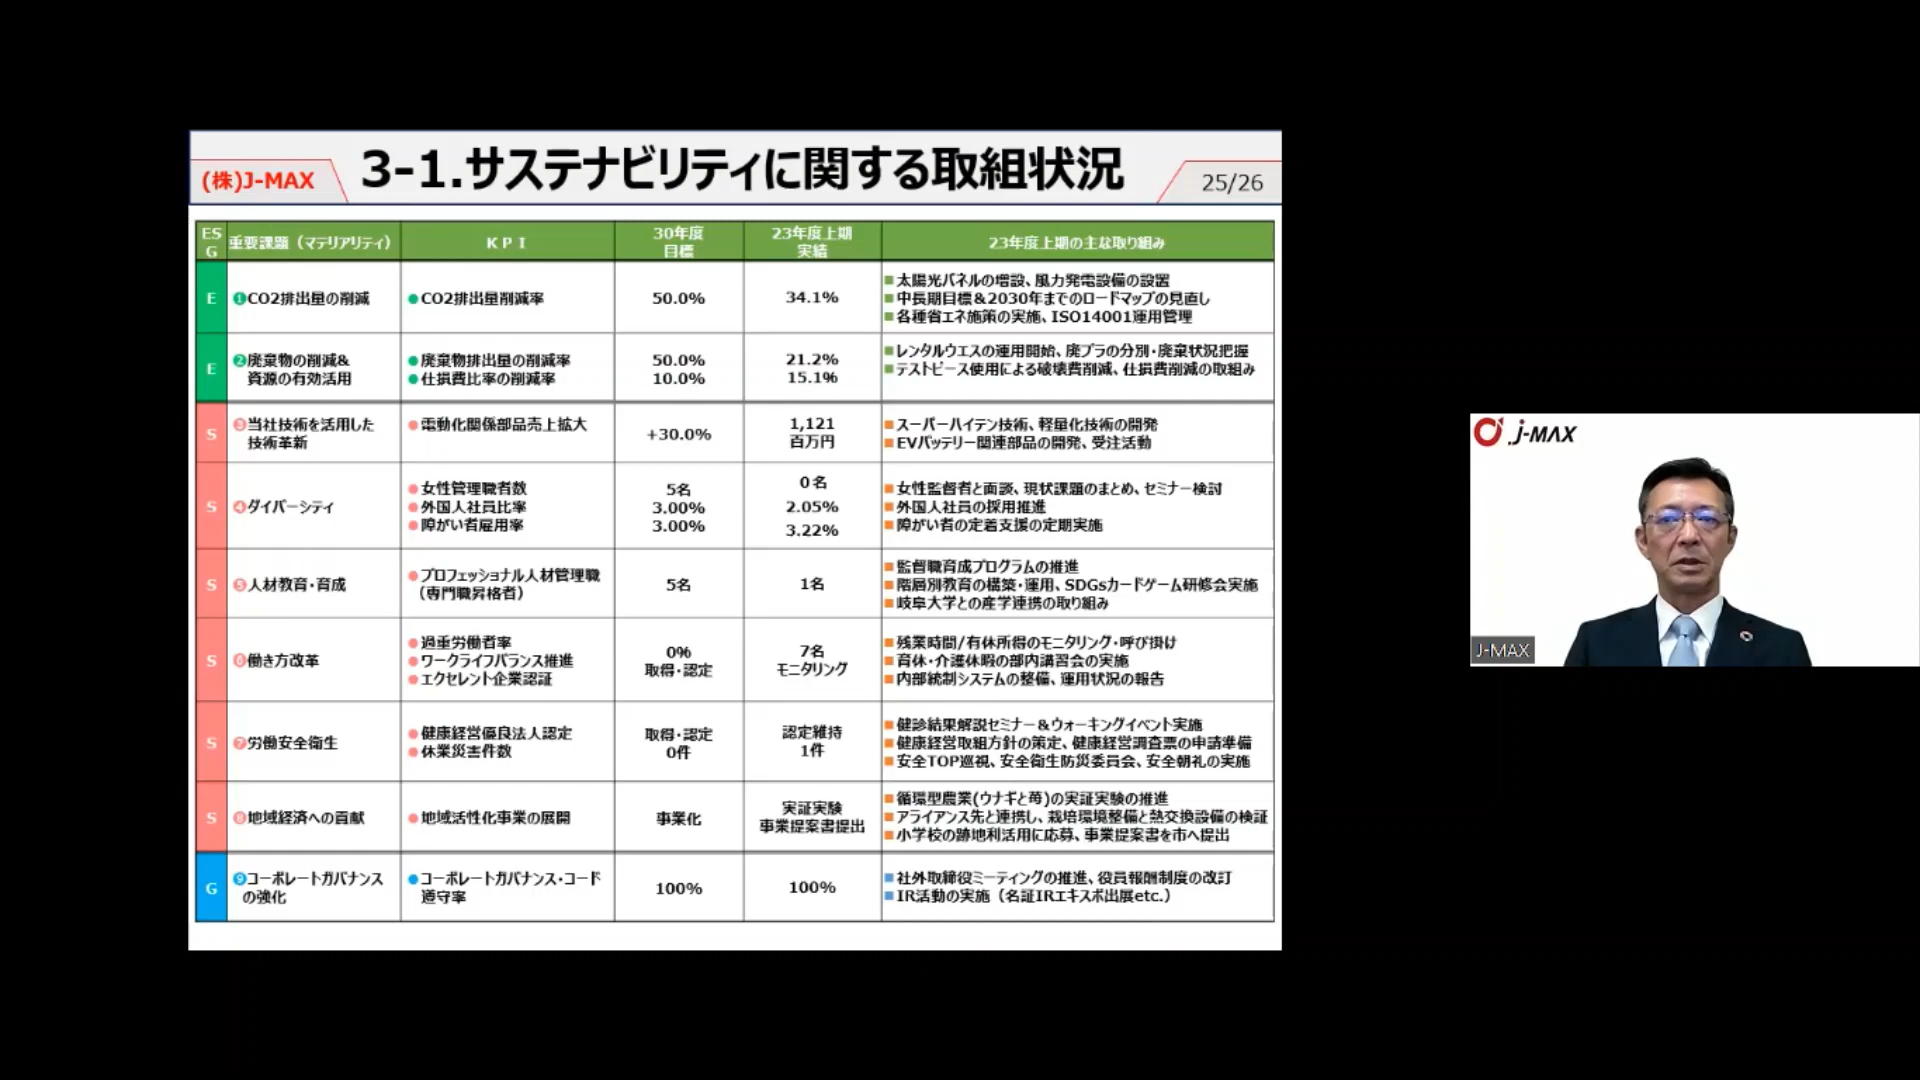 (株)J-MAX
3-1.サステナビリティに関する取組状況
25/26
ES
G
重要課題（マテリアリティ）
ＫＰＩ
30年度
目標
23年度上期
実績
23年度上期の主な取り組み
E
❶CO2排出量の削減
●CO2排出量削減率
50.0%
34.1%
■太陽光パネルの増設、風力発電設備の設置
■中長期目標＆2030年までのロードマップの見直し
■各種省エネ施策の実施、ISO14001運用管理
E
❷廃棄物の削減&
資源の有効活用
●廃棄物排出量の削減率
●仕損費比率の削減率
50.0%
10.0%
21.2%
15.1%
■レンタルウエスの運用開始、廃プラの分別・廃棄状況把握
■テストピース使用による破壊費削減、仕損費削減の取組み
S
❸当社技術を活用した
技術革新
●電動化関係部品売上拡大
+30.0%
1,121
百万円
■スーパーハイテン技術、軽量化技術の開発
■EVバッテリー関連部品の開発、受注活動
S
❹ダイバーシティ
●女性管理職者数
●外国人社員比率
●障がい者雇用率
5名
3.00%
3.00%
0名
2.05%
3.22%
■女性監督者と面談、現状課題のまとめ、セミナー検討
■外国人社員の採用推進
■障がい者の定着支援の定期実施
S
❺人材教育・育成
●プロフェッショナル人材管理職
（専門職昇格者）
5名
1名
■監督職育成プログラムの推進
■階層別教育の構築・運用、SDGsカードゲーム研修会実施
■岐阜大学との産学連携の取り組み
S
❻働き方改革
●過重労働者率
●ワークライフバランス推進
●エクセレント企業認証
0%
取得・認定
7名
モニタリング
■残業時間/有休所得のモニタリング・呼び掛け
■育休・介護休暇の部内講習会の実施
■内部統制システムの整備、運用状況の報告
S
❼労働安全衛生
●健康経営優良法人認定
●休業災害件数
取得・認定
0件
認定維持
1件
■健診結果解説セミナー＆ウォーキングイベント実施
■健康経営取組方針の策定、健康経営調査票の申請準備
■安全TOP巡視、安全衛生防災委員会、安全朝礼の実施
S
❽地域経済への貢献
●地域活性化事業の展開
事業化
実証実験
事業提案書提出
■循環型農業(ウナギと苺)の実証実験の推進
■アライアンス先と連携し、栽培環境整備と熱交換設備の検証
■小学校の跡地利活用に応募、事業提案書を市へ提出
G
❾コーポレートガバナンス
の強化
●コーポレートガバナンス・コード
遵守率
100%
100%
■社外取締役ミーティングの推進、役員報酬制度の改訂
■IR活動の実施（名証IRエキスポ出展etc.）
J-MAX
J-MAX